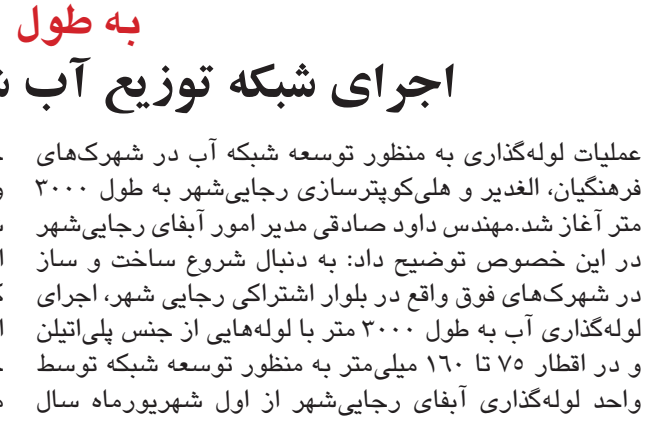 به طول
اجرای شبکه توزیع آب
عملیات لوله‌گذاری به منظور توسعه شبکه آب در شهرک‌های
فرهنگیان، الغدیر و هلی‌کوپترسازی رجایی‌شهر به طول ۳۰۰۰
متر آغاز شد.مهندس داود صادقی مدیر امور آبفای رجایی‌شهر
در این خصوص توضیح داد: به دنبال شروع ساخت و ساز
در شهرک‌های فوق واقع در بلوار اشتراکی رجایی شهر، اجرای
لوله‌گذاری آب به طول ۳۰۰۰ متر با لوله‌هایی از جنس پلی‌اتیلن
و در اقطار ۷۵ تا ۱۶۰ میلی‌متر به منظور توسعه شبکه توسط
واحد لوله‌گذاری آبفای رجایی‌شهر از اول شهریورماه سال